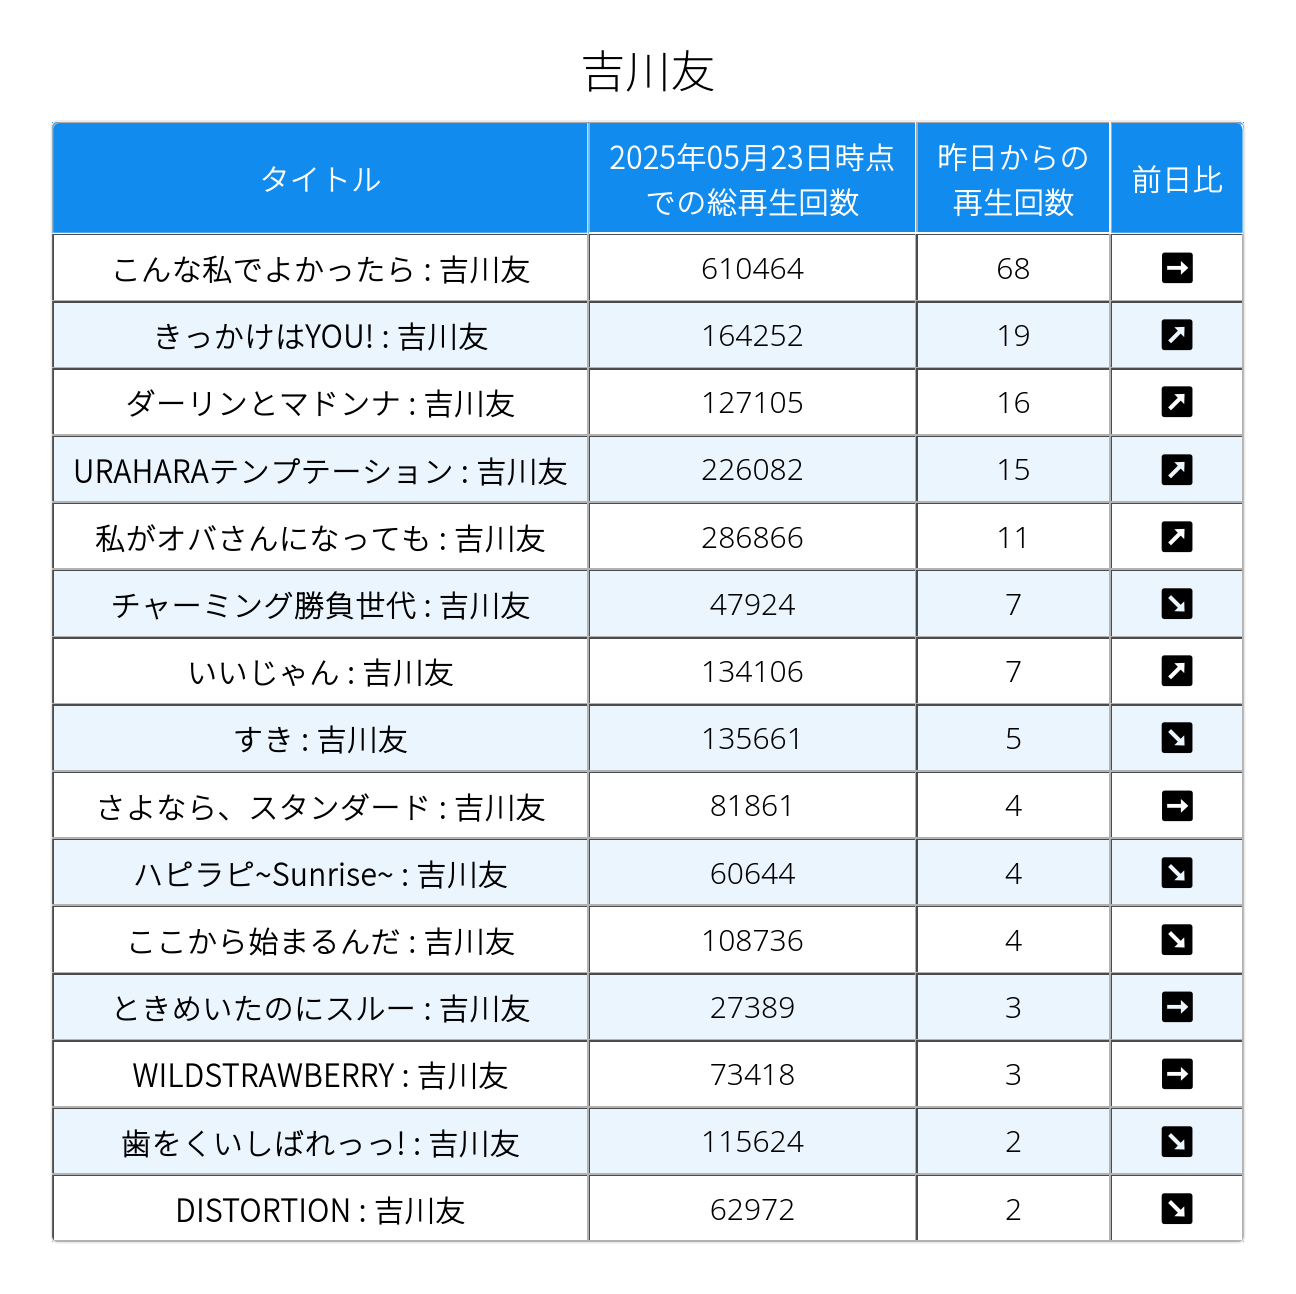 吉川友
タイトル 2025年05月23日時点での総再生回数 昨日からの再生回数 前日比
こんな私でよかったら : 吉川友 610464 68 ➡
きっかけはYOU! : 吉川友 164252 19 ↗
ダーリンとマドンナ : 吉川友 127105 16 ↗
URAHARAテンプテーション : 吉川友 226082 15 ↗
私がオバさんになっても : 吉川友 286866 11 ↗
チャーミング勝負世代 : 吉川友 47924 7 ↘
いいじゃん : 吉川友 134106 7 ↗
すき : 吉川友 135661 5 ↘
さよなら、スタンダード : 吉川友 81861 4 ➡
ハピラピ~Sunrise~ : 吉川友 60644 4 ↘
ここから始まるんだ : 吉川友 108736 4 ↘
ときめいたのにスルー : 吉川友 27389 3 ➡
WILDSTRAWBERRY : 吉川友 73418 3 ➡
歯をくいしばれっっ! : 吉川友 115624 2 ↘
DISTORTION : 吉川友 62972 2 ↘